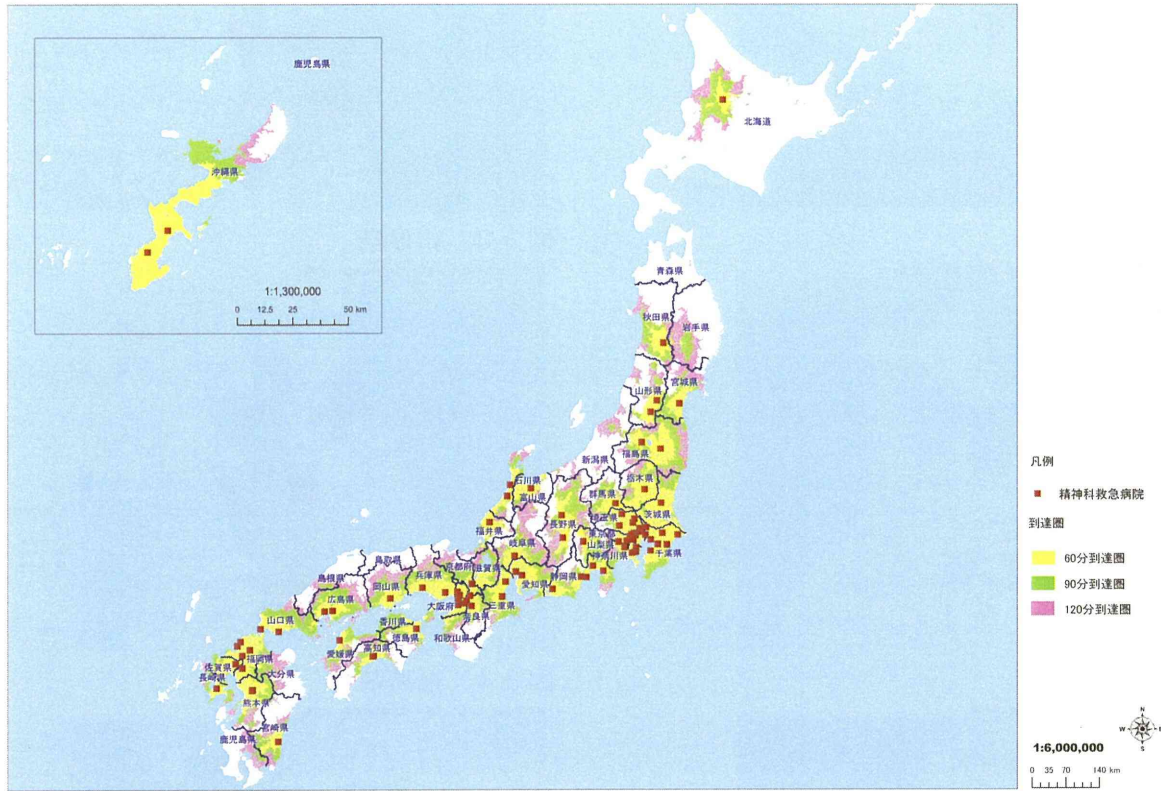 鹿児島県
沖縄県
1:1,300,000
0 12.5 25 50 km
北海道
青森県
秋田県
岩手県
宮城県
山形県
福島県
新潟県
栃木県
群馬県
石川県
富山県
茨城県
埼玉県
長野県
東京都
福井県
山梨県
千葉県
岐阜県
神奈川県
鳥取県
京都府
滋賀県
島根県
兵庫県
静岡県
愛知県
岡山県
広島県
大阪府
三重県
奈良県
山口県
香川県
徳島県
和歌山県
愛媛県
高知県
福岡県
佐賀県
大分県
長崎県
熊本県
宮崎県
鹿児島県
凡例
精神科救急病院
到達圏
60分到達圏
90分到達圏
120分到達圏
N
W E
S
1:6,000,000
0 35 70 140 km